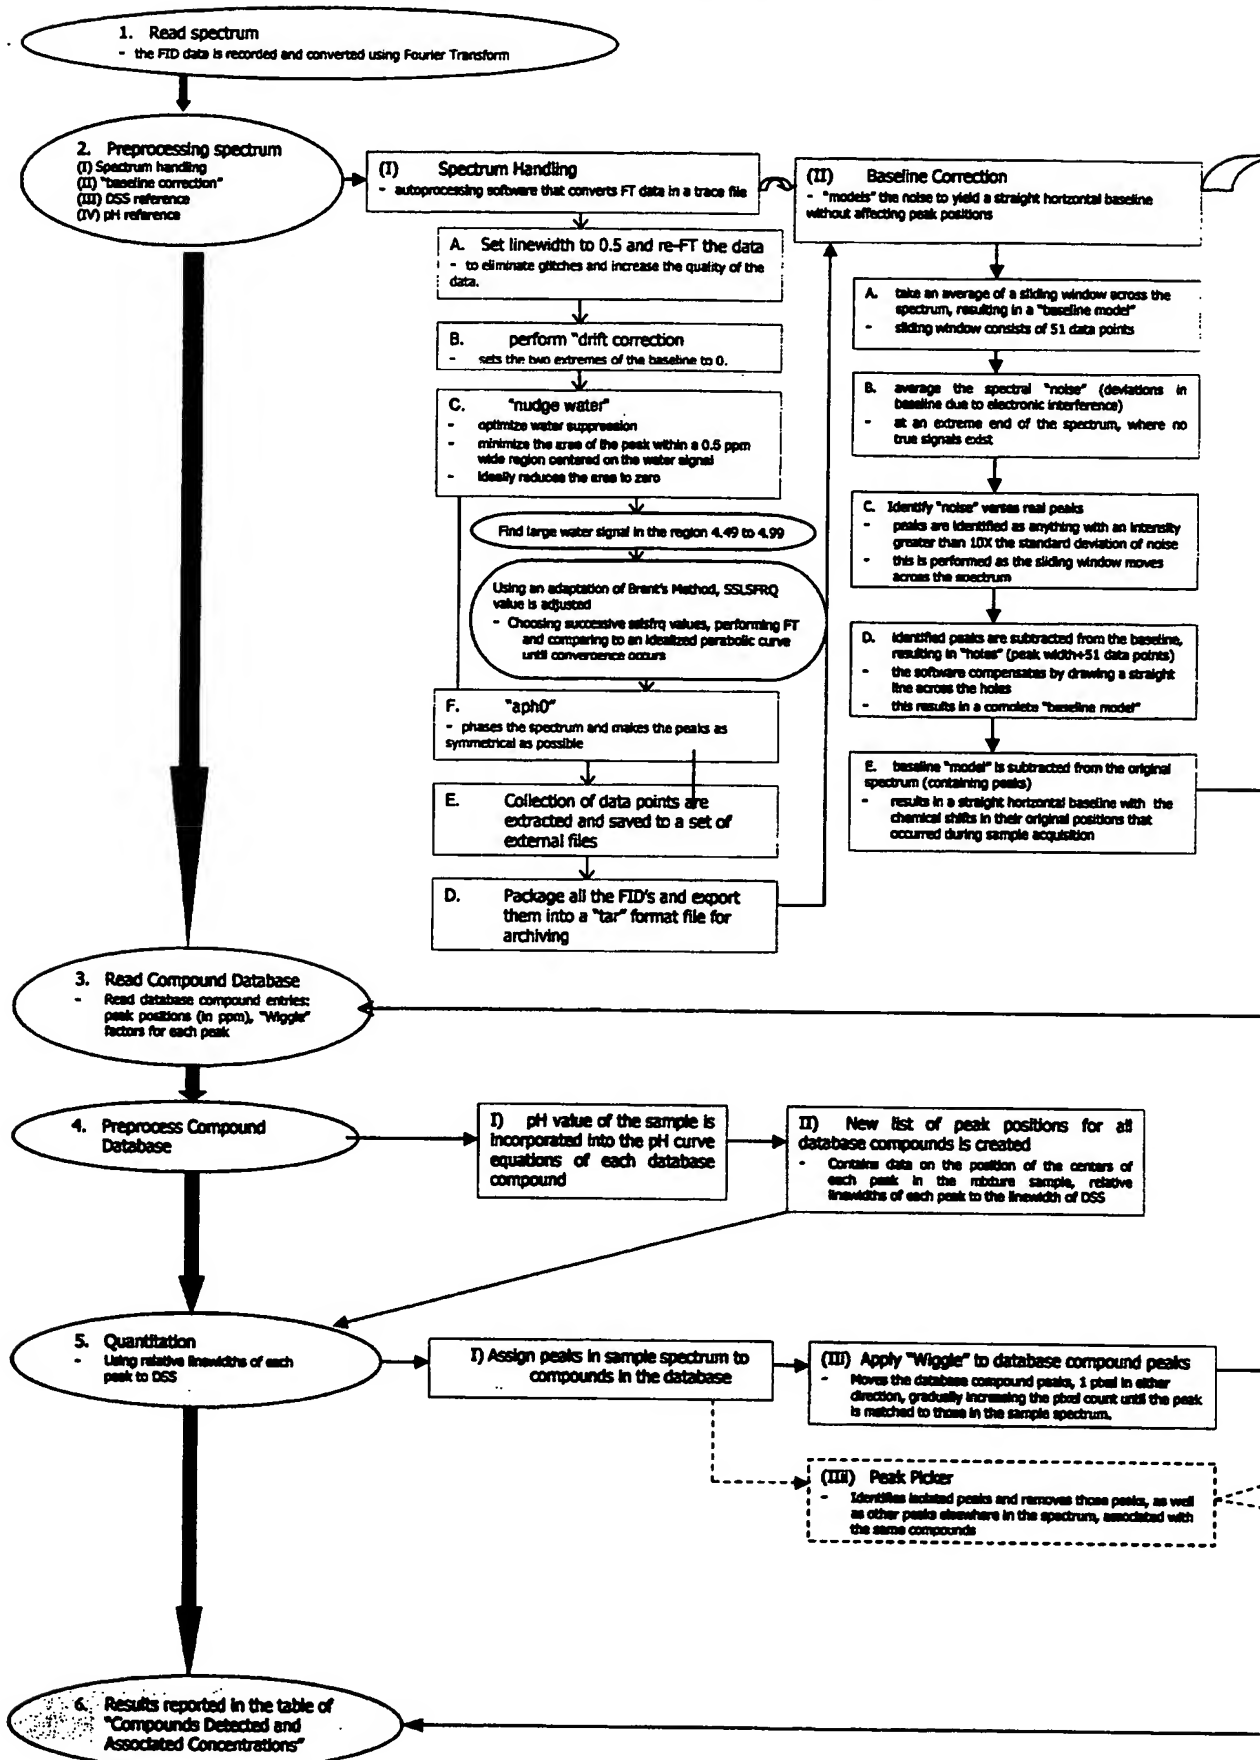 1. Read spectrum
- the FID data is recorded and converted using Fourier Transform
2. Preprocessing spectrum
(I) Spectrum handling
(II) "baseline correction"
(III) DSS reference
(IV) pH reference
(I) Spectrum Handling
- autoprocessing software that converts FT data in a trace file
A. Set linewidth to 0.5 and re-FT the data
- to eliminate glitches and increase the quality of the
data.
B. perform "drift correction
- sets the two extremes of the baseline to 0.
C. "nudge water"
- optimize water suppression
- minimize the area of the peak within a 0.5 ppm
wide region centered on the water signal
- ideally reduces the area to zero
Find large water signal in the region 4.49 to 4.99
Using an adaptation of Brent's Method, SSLSFRQ
value is adjusted
- Choosing successive sslsfrq values, performing FT
and comparing to an idealized parabolic curve
until convergence occurs
F. "aph0"
- phases the spectrum and makes the peaks as
symmetrical as possible
E. Collection of data points are
extracted and saved to a set of
external files
D. Package all the FID's and export
them into a "tar" format file for
archiving
(II) Baseline Correction
- "models" the noise to yield a straight horizontal baseline
without affecting peak positions
A. take an average of a sliding window across the
spectrum, resulting in a "baseline model"
- sliding window consists of 51 data points
B. average the spectral "noise" (deviations in
baseline due to electronic interference)
- at an extreme end of the spectrum, where no
true signals exist
C. Identify "noise" verses real peaks
- peaks are identified as anything with an intensity
greater than 10X the standard deviation of noise
- this is performed as the sliding window moves
across the spectrum
D. identified peaks are subtracted from the baseline,
resulting in "holes" (peak width+51 data points)
- the software compensates by drawing a straight
line across the holes
- this results in a complete "baseline model"
E. baseline "model" is subtracted from the original
spectrum (containing peaks)
- results in a straight horizontal baseline with the
chemical shifts in their original positions that
occurred during sample acquisition
3. Read Compound Database
- Read database compound entries:
peak positions (in ppm), "Wiggle"
factors for each peak
4. Preprocess Compound
Database
I) pH value of the sample is
incorporated into the pH curve
equations of each database
compound
II) New list of peak positions for all
database compounds is created
- Contains data on the position of the centers of
each peak in the mixture sample, relative
linewidths of each peak to the linewidth of DSS
5. Quantitation
- Using relative linewidths of each
peak to DSS
I) Assign peaks in sample spectrum to
compounds in the database
(III) Apply "Wiggle" to database compound peaks
- Moves the database compound peaks, 1 pixel in either
direction, gradually increasing the pixel count until the peak
is matched to those in the sample spectrum.
(IIii) Peak Picker
- Identifies isolated peaks and removes those peaks, as well
as other peaks elsewhere in the spectrum, associated with
the same compounds
6. Results reported in the table of
"Compounds Detected and
Associated Concentrations"